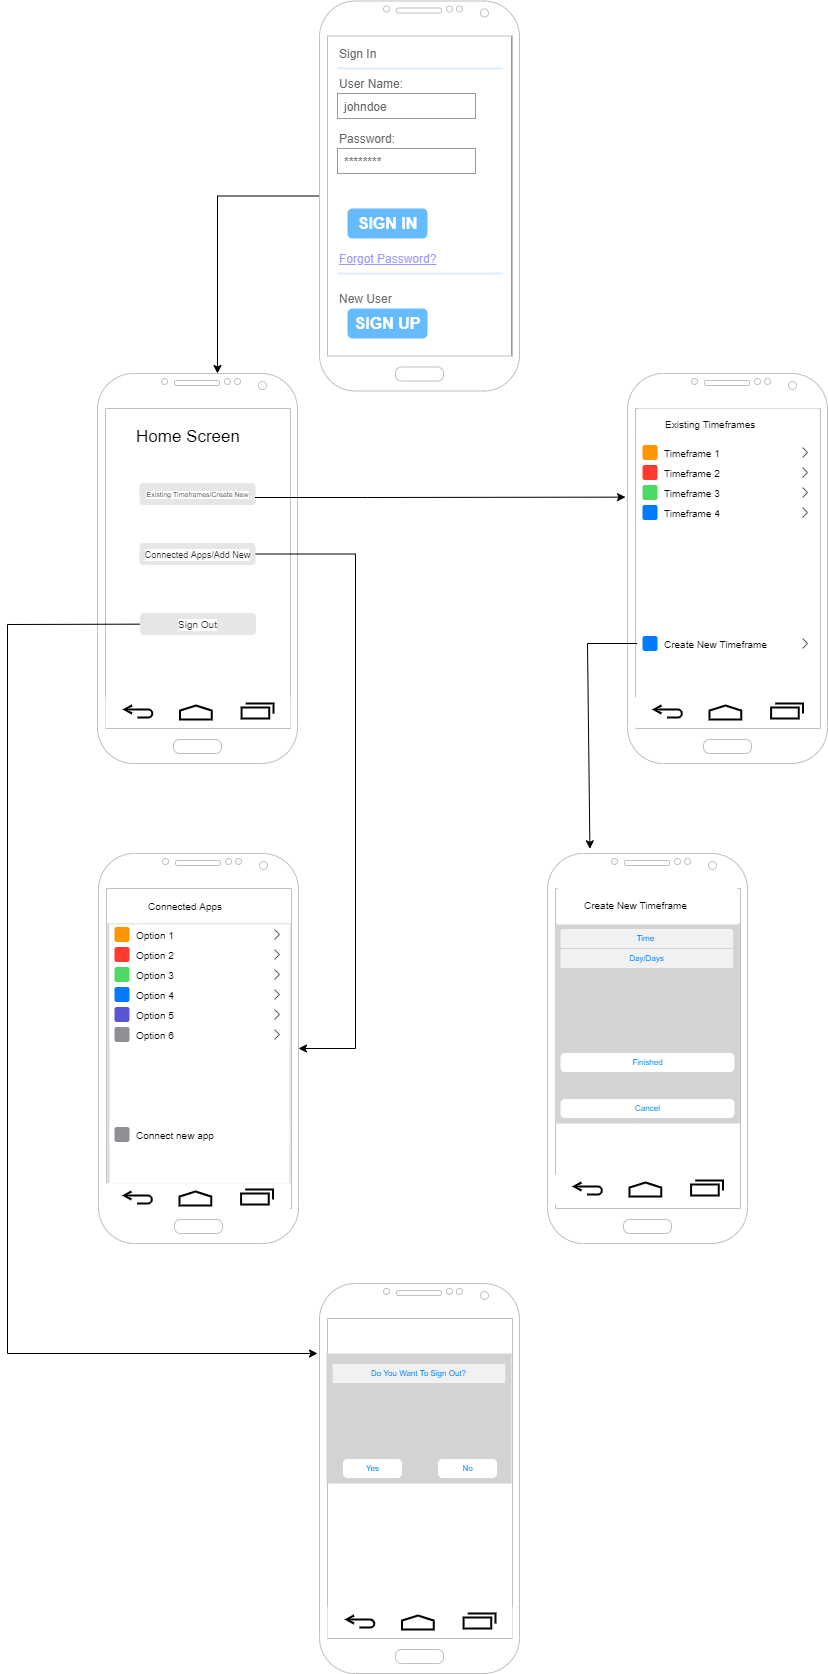 Sign In
User Name:
johndoe
Password:
********
SIGN IN
Forgot Password?
New User
SIGN UP
Home Screen
Existing Timeframes/Create New
Connected Apps/Add New
Sign Out
Existing Timeframes
Timeframe 1
Timeframe 2
Timeframe 3
Timeframe 4
Create New Timeframe
Connected Apps
Option 1
Option 2
Option 3
Option 4
Option 5
Option 6
Connect new app
Create New Timeframe
Time
Day/Days
Finished
Cancel
Do You Want To Sign Out?
Yes
No